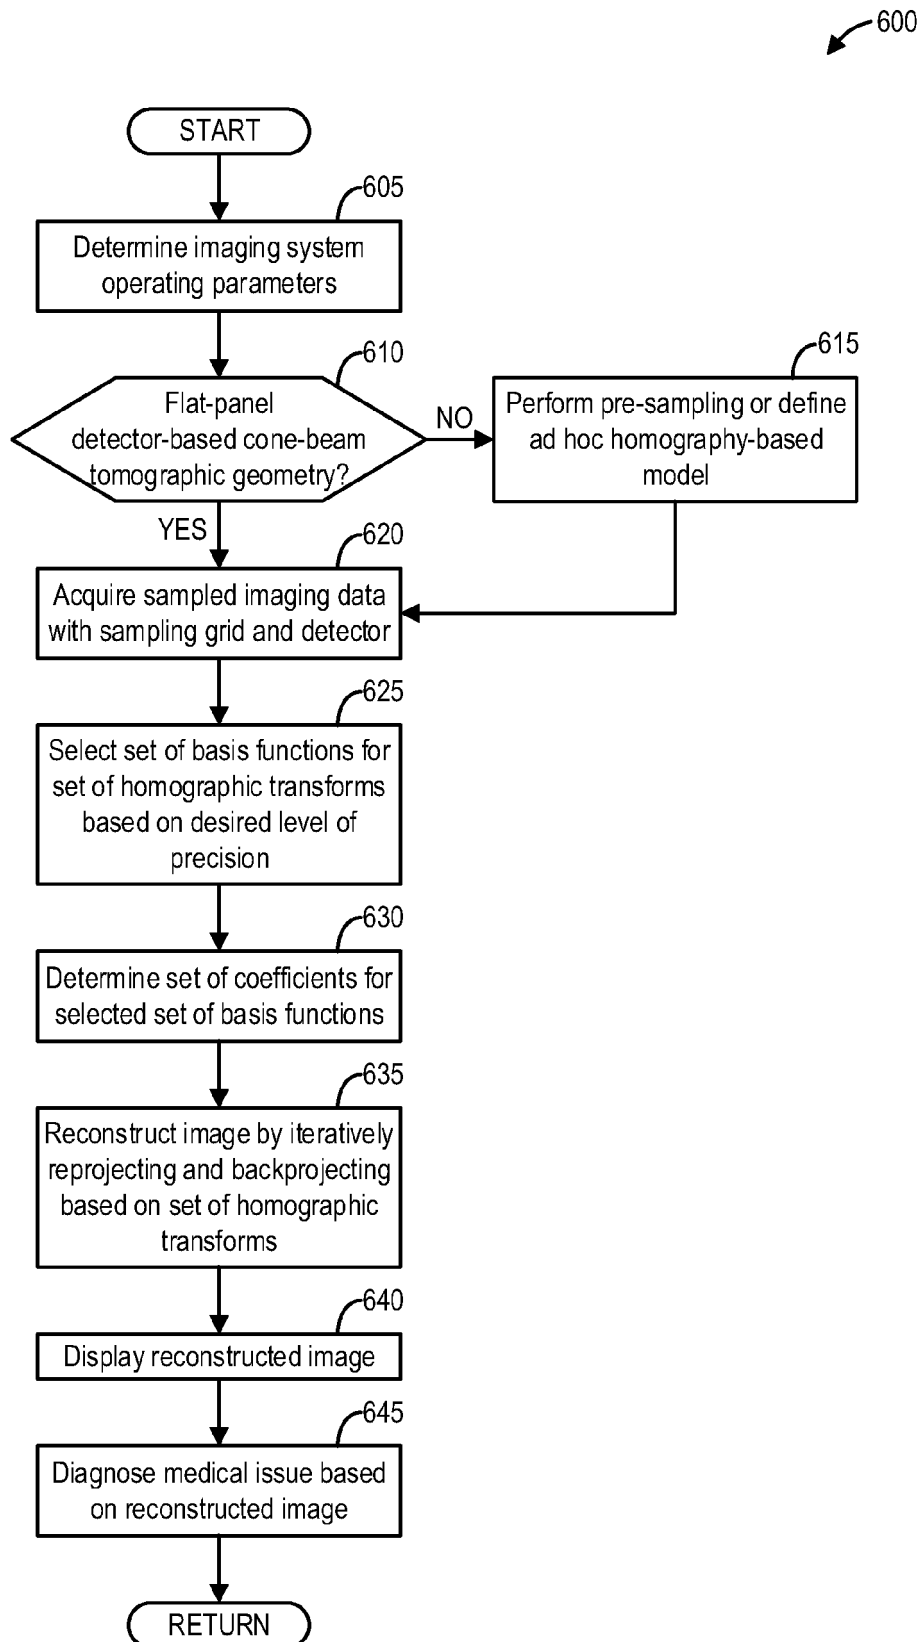 600
START
605
Determine imaging system
operating parameters
610
615
Flat-panel
detector-based cone-beam
tomographic geometry?
NO
Perform pre-sampling or define
ad hoc homography-based
model
YES
620
Acquire sampled imaging data
with sampling grid and detector
625
Select set of basis functions for
set of homographic transforms
based on desired level of
precision
630
Determine set of coefficients for
selected set of basis functions
635
Reconstruct image by iteratively
reprojecting and backprojecting
based on set of homographic
transforms
640
Display reconstructed image
645
Diagnose medical issue based
on reconstructed image
RETURN